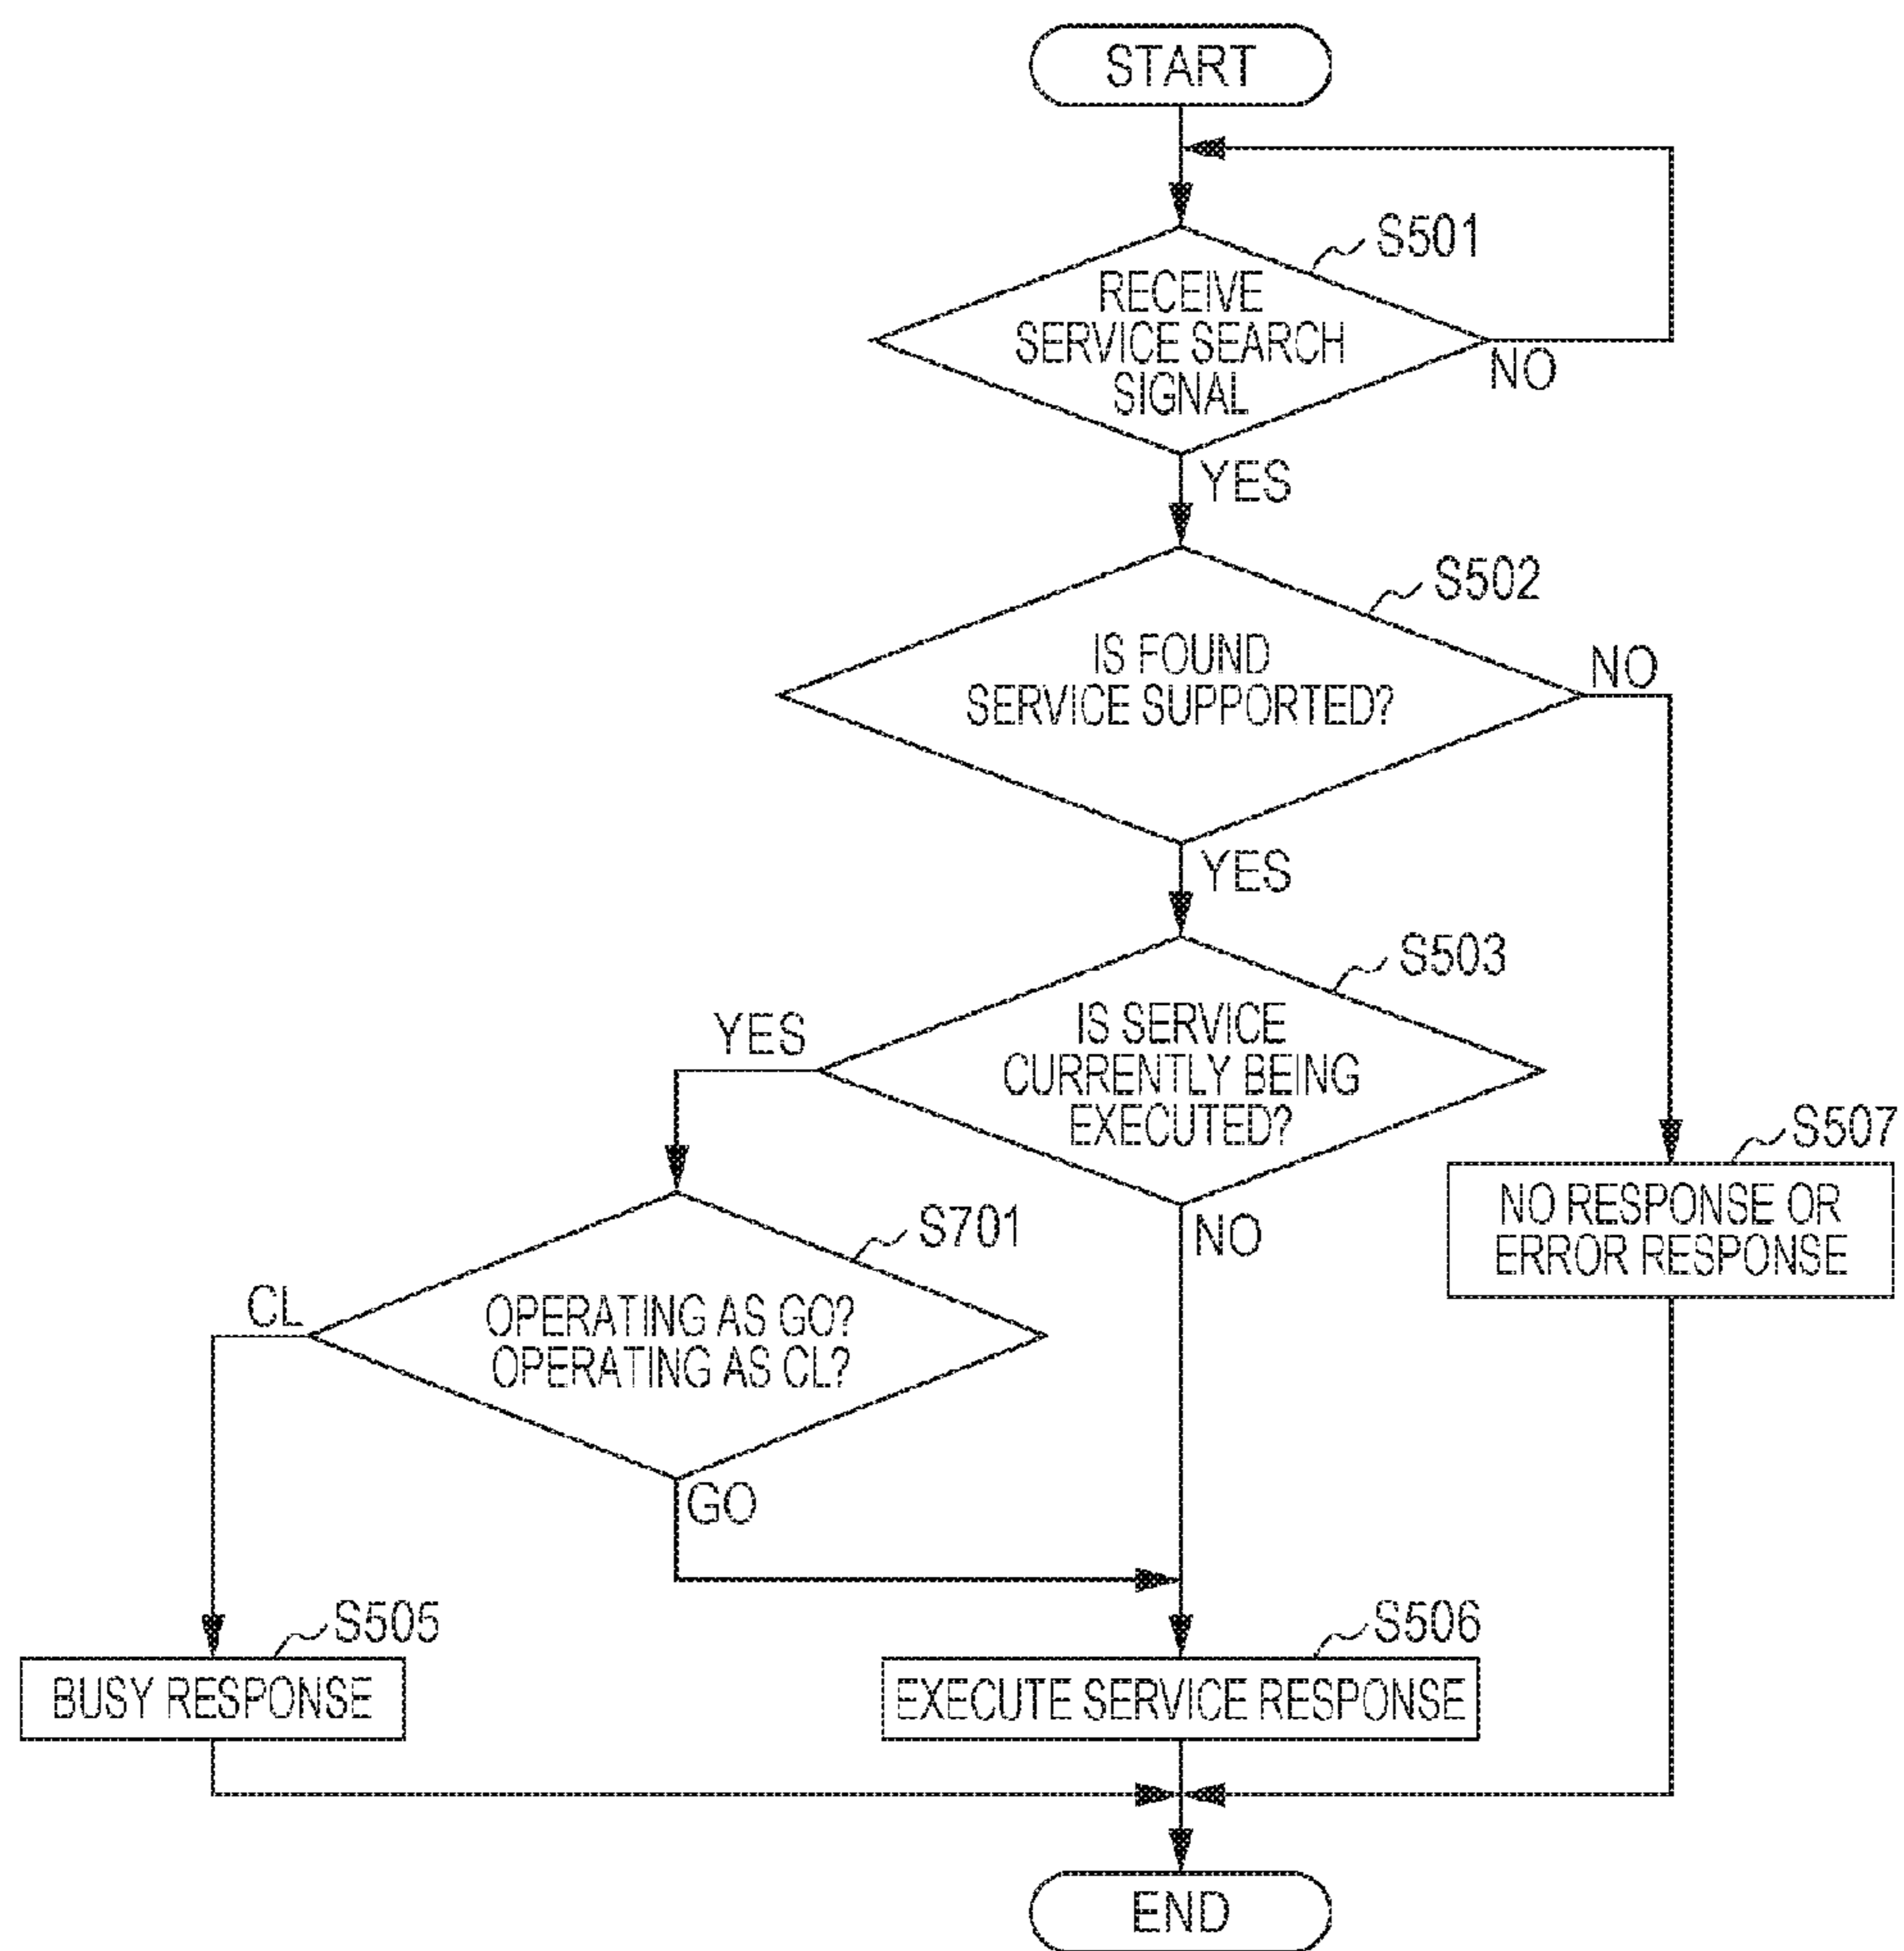 START
S501
RECEIVE
SERVICE SEARCH
SIGNAL
NO
YES
S502
IS FOUND
SERVICE SUPPORTED?
NO
YES
S503
IS SERVICE
CURRENTLY BEING
EXECUTED?
YES
NO
S507
NO RESPONSE OR
ERROR RESPONSE
S701
OPERATING AS GO?
OPERATING AS CL?
CL
GO
S505
BUSY RESPONSE
S506
EXECUTE SERVICE RESPONSE
END